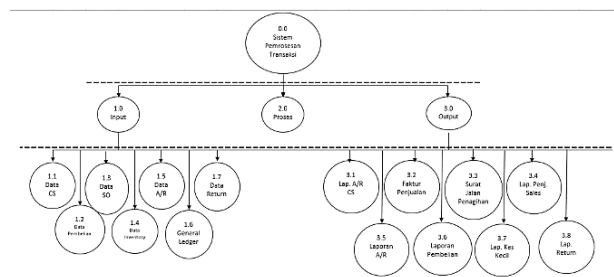 0.0
Sistem
Pemrosesan
Transaksi
1.0
Input
2.0
Proses
3.0
Output
1.1
Data
CS
1.2
Data
Pembelian
1.3
Data
SO
1.4
Data
Inventory
1.5
Data
A/R
1.6
General
Ledger
1.7
Data
Return
3.1
Lap. A/R
CS
3.2
Faktur
Penjualan
3.3
Surat
Jalan
Penagihan
3.4
Lap. Penj.
Sales
3.5
Laporan
A/R
3.6
Laporan
Pembelian
3.7
Lap. Kas
Kecil
3.8
Lap.
Return